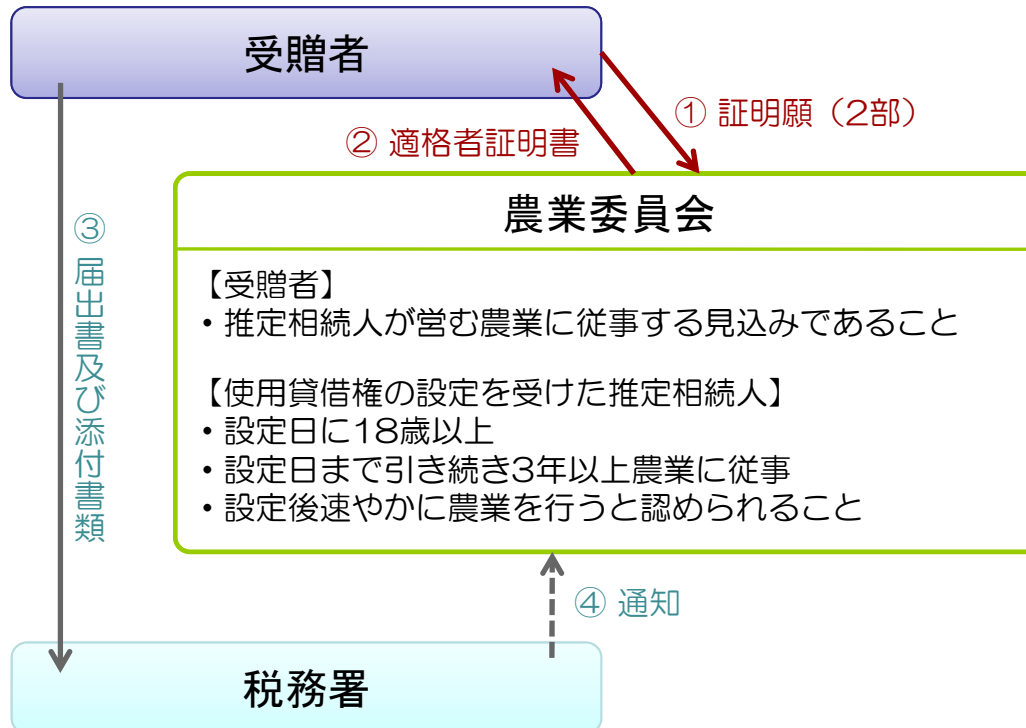 受贈者
① 証明願（2部）
② 適格者証明書
農業委員会
【受贈者】
・推定相続人が営む農業に従事する見込みであること
【使用貸借権の設定を受けた推定相続人】
・設定日に18歳以上
・設定日まで引き続き3年以上農業に従事
・設定後速やかに農業を行うと認められること
③ 届出書及び添付書類
④ 通知
税務署